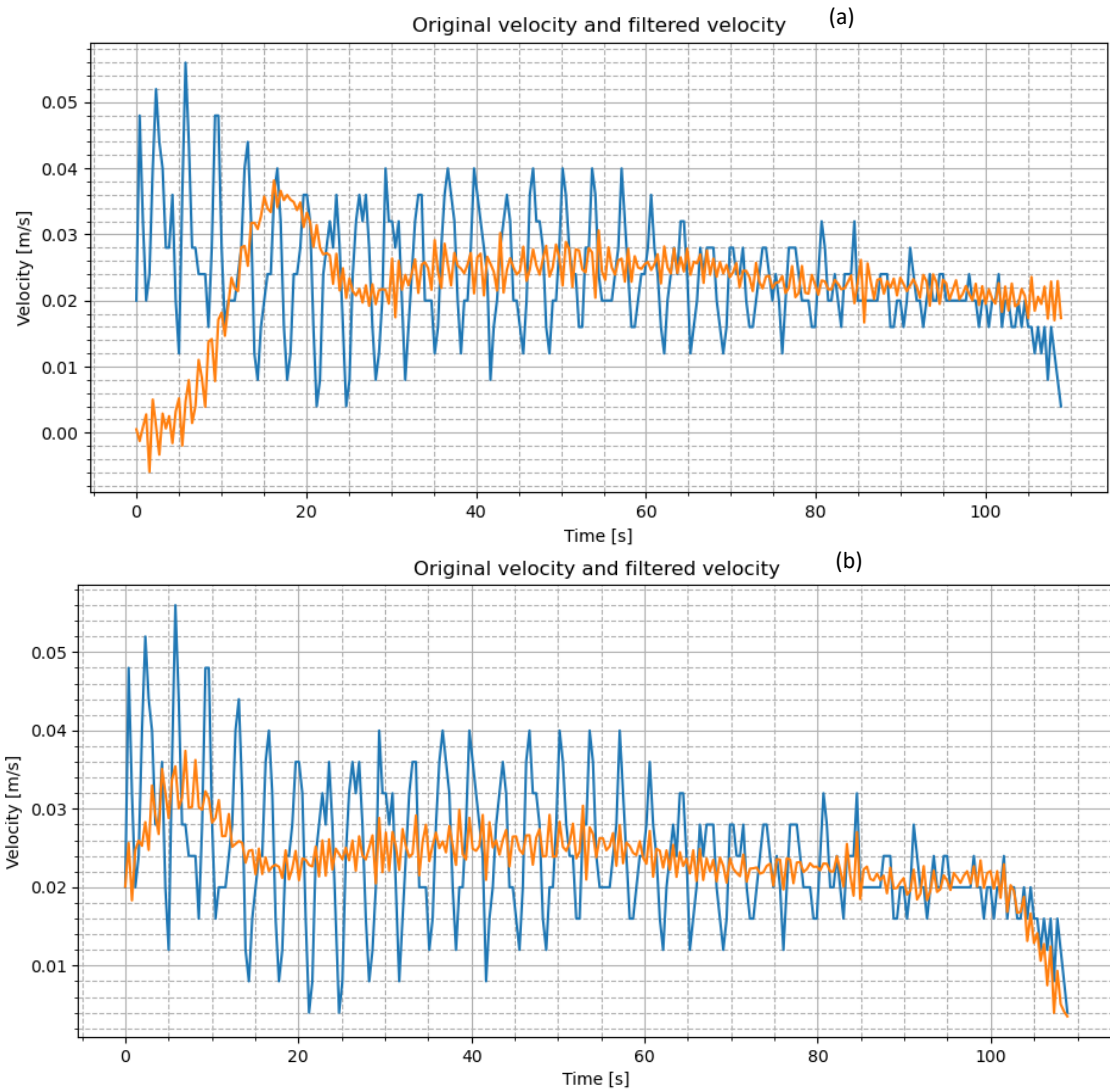 Original velocity and filtered velocity (a)
0.05
0.04
0.03
0.02
0.01
0.00
Velocity [m/s]
0 20 40 60 80 100
Time [s]
Original velocity and filtered velocity (b)
0.05
0.04
0.03
0.02
0.01
Velocity [m/s]
0 20 40 60 80 100
Time [s]